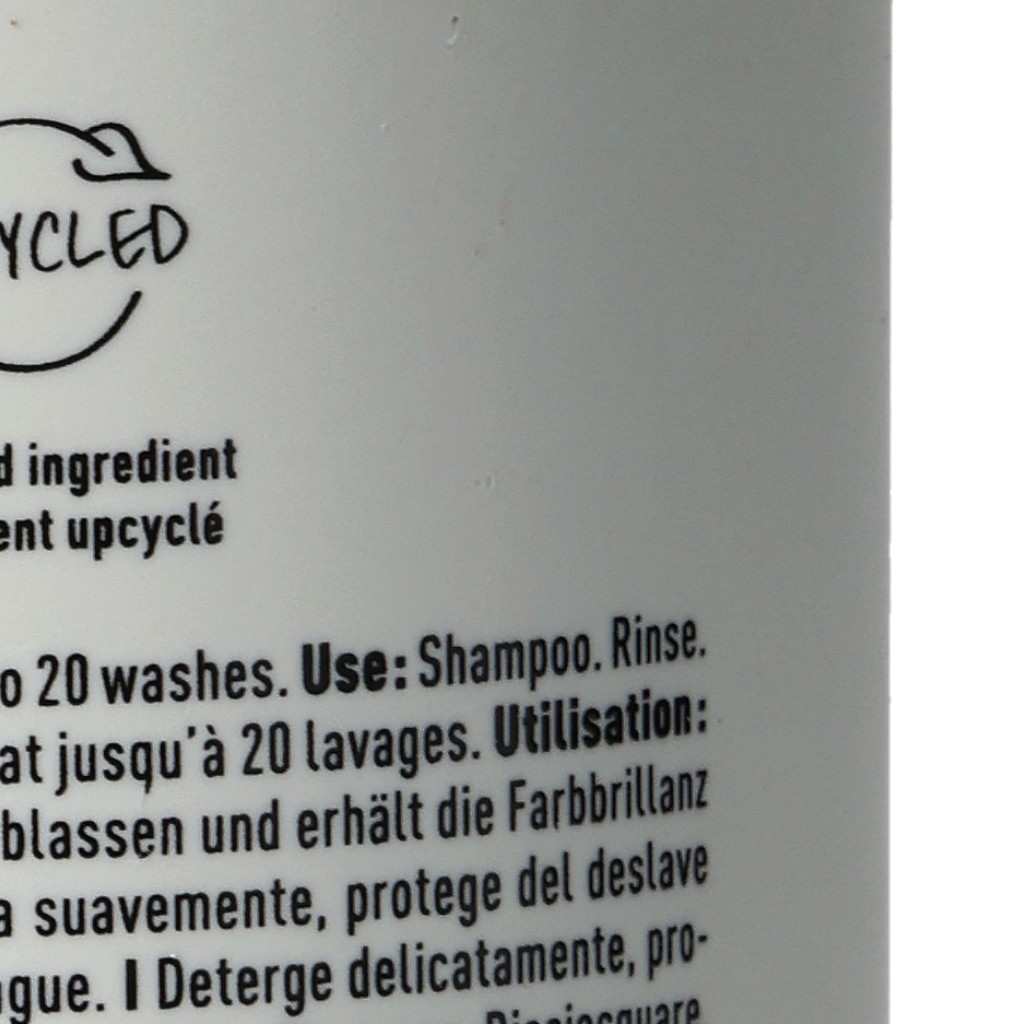 YCLED
d ingredient
ent upcyclé
o 20 washes. Use: Shampoo. Rinse.
at jusqu'à 20 lavages. Utilisation:
blassen und erhält die Farbbrillanz
a suavemente, protege del deslave
gue. I Deterge delicatamente, pro-